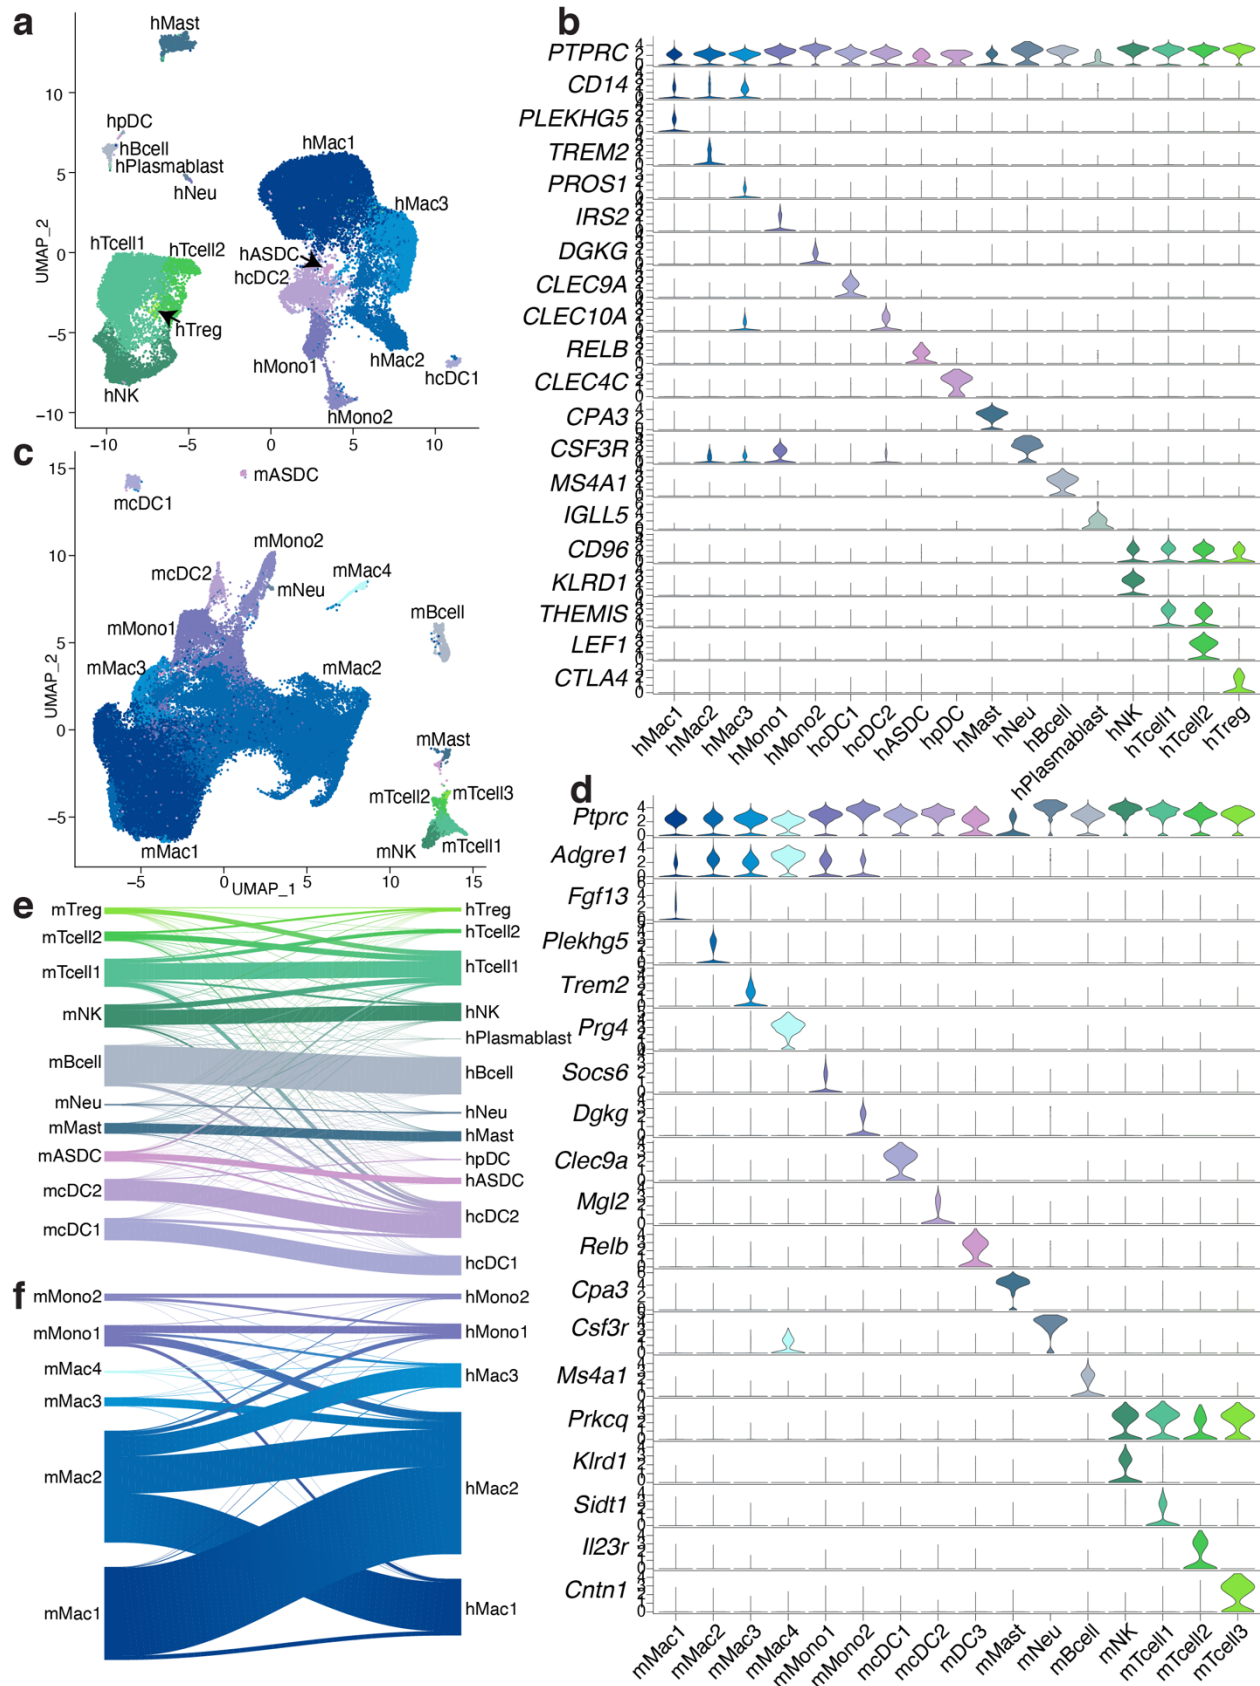 a
hMast
10
hpDC
hBcell
hPlasmablast
hNeu
5
hMac1
hMac3
UMAP_2
0
hTcell1
hTcell2
hASDC
hcDC2
hTreg
−5
hMono1
hMac2
hcDC1
hNK
hMono2
−10
−10
−5
0
5
10
b
PTPRC
CD14
PLEKHG5
TREM2
PROS1
IRS2
DGKG
CLEC9A
CLEC10A
RELB
CLEC4C
CPA3
CSF3R
MS4A1
IGLL5
CD96
KLRD1
THEMIS
LEF1
CTLA4
hMac1
hMac2
hMac3
hMono1
hMono2
hcDC1
hcDC2
hASDC
hpDC
hMast
hNeu
hBcell
hPlasmablast
hNK
hTcell1
hTcell2
hTreg
c
15
mcDC1
mASDC
10
mMono2
mcDC2
mNeu
mMac4
mBcell
mMono1
5
mMac3
mMac2
UMAP_2
0
mMast
mTcell2
mTcell3
−5
mMac1
mNK
mTcell1
−5
0
5
10
15
UMAP_1
d
Ptprc
Adgre1
Fgf13
Plekhg5
Trem2
Prg4
Socs6
Dgkg
Clec9a
Mgl2
Relb
Cpa3
Csf3r
Ms4a1
Prkcq
Klrd1
Sidt1
Il23r
Cntn1
mMac1
mMac2
mMac3
mMac4
mMono1
mMono2
mcDC1
mcDC2
mDC3
mMast
mNeu
mBcell
mNK
mTcell1
mTcell2
mTcell3
e
mTreg
mTcell2
mTcell1
mNK
mBcell
mNeu
mMast
mASDC
mcDC2
mcDC1
hTreg
hTcell2
hTcell1
hNK
hPlasmablast
hBcell
hNeu
hMast
hpDC
hASDC
hcDC2
hcDC1
f
mMono2
mMono1
mMac4
mMac3
mMac2
mMac1
hMono2
hMono1
hMac3
hMac2
hMac1